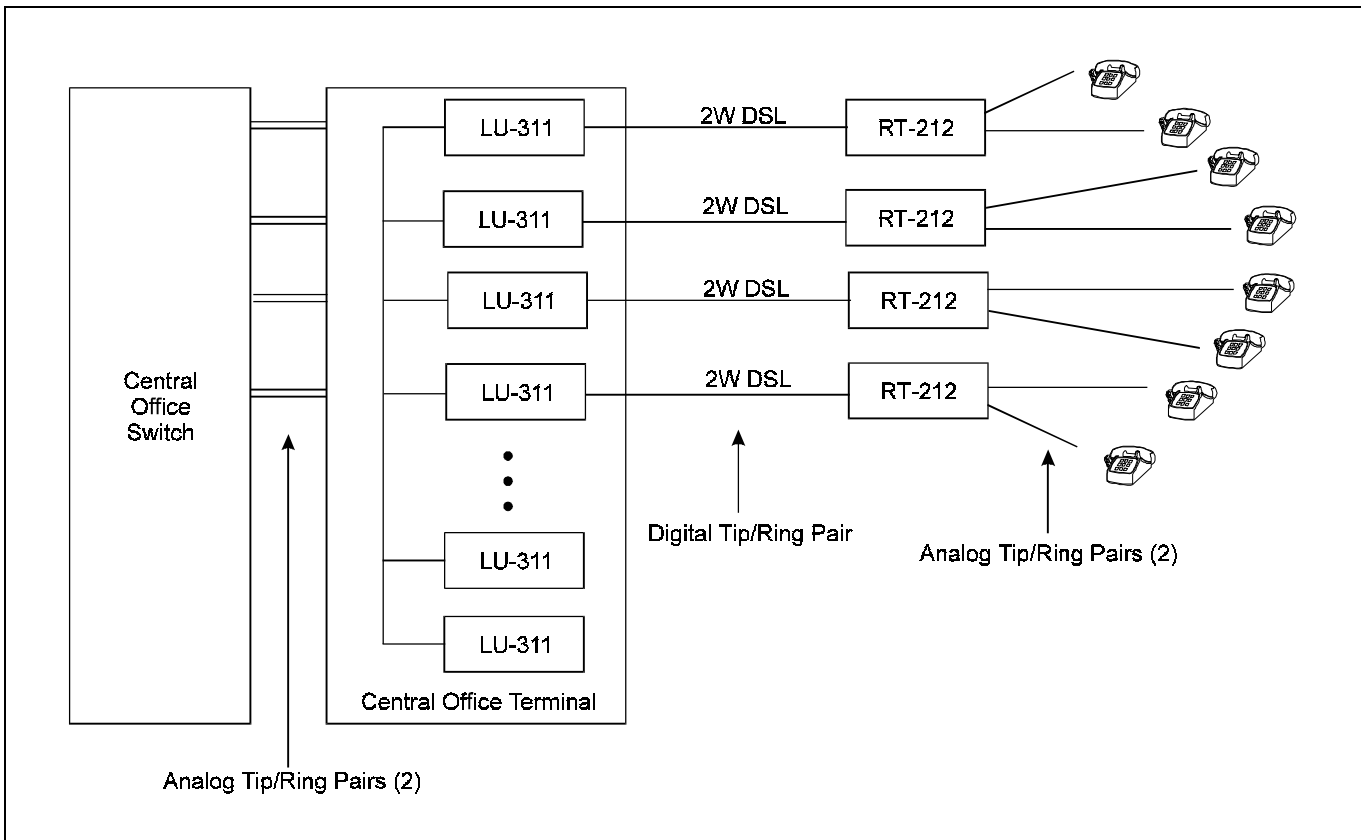 LU-311
2W DSL
RT-212
LU-311
2W DSL
RT-212
LU-311
2W DSL
RT-212
LU-311
2W DSL
RT-212
Central
Office
Switch
LU-311
LU-311
Central Office Terminal
Digital Tip/Ring Pair
Analog Tip/Ring Pairs (2)
Analog Tip/Ring Pairs (2)